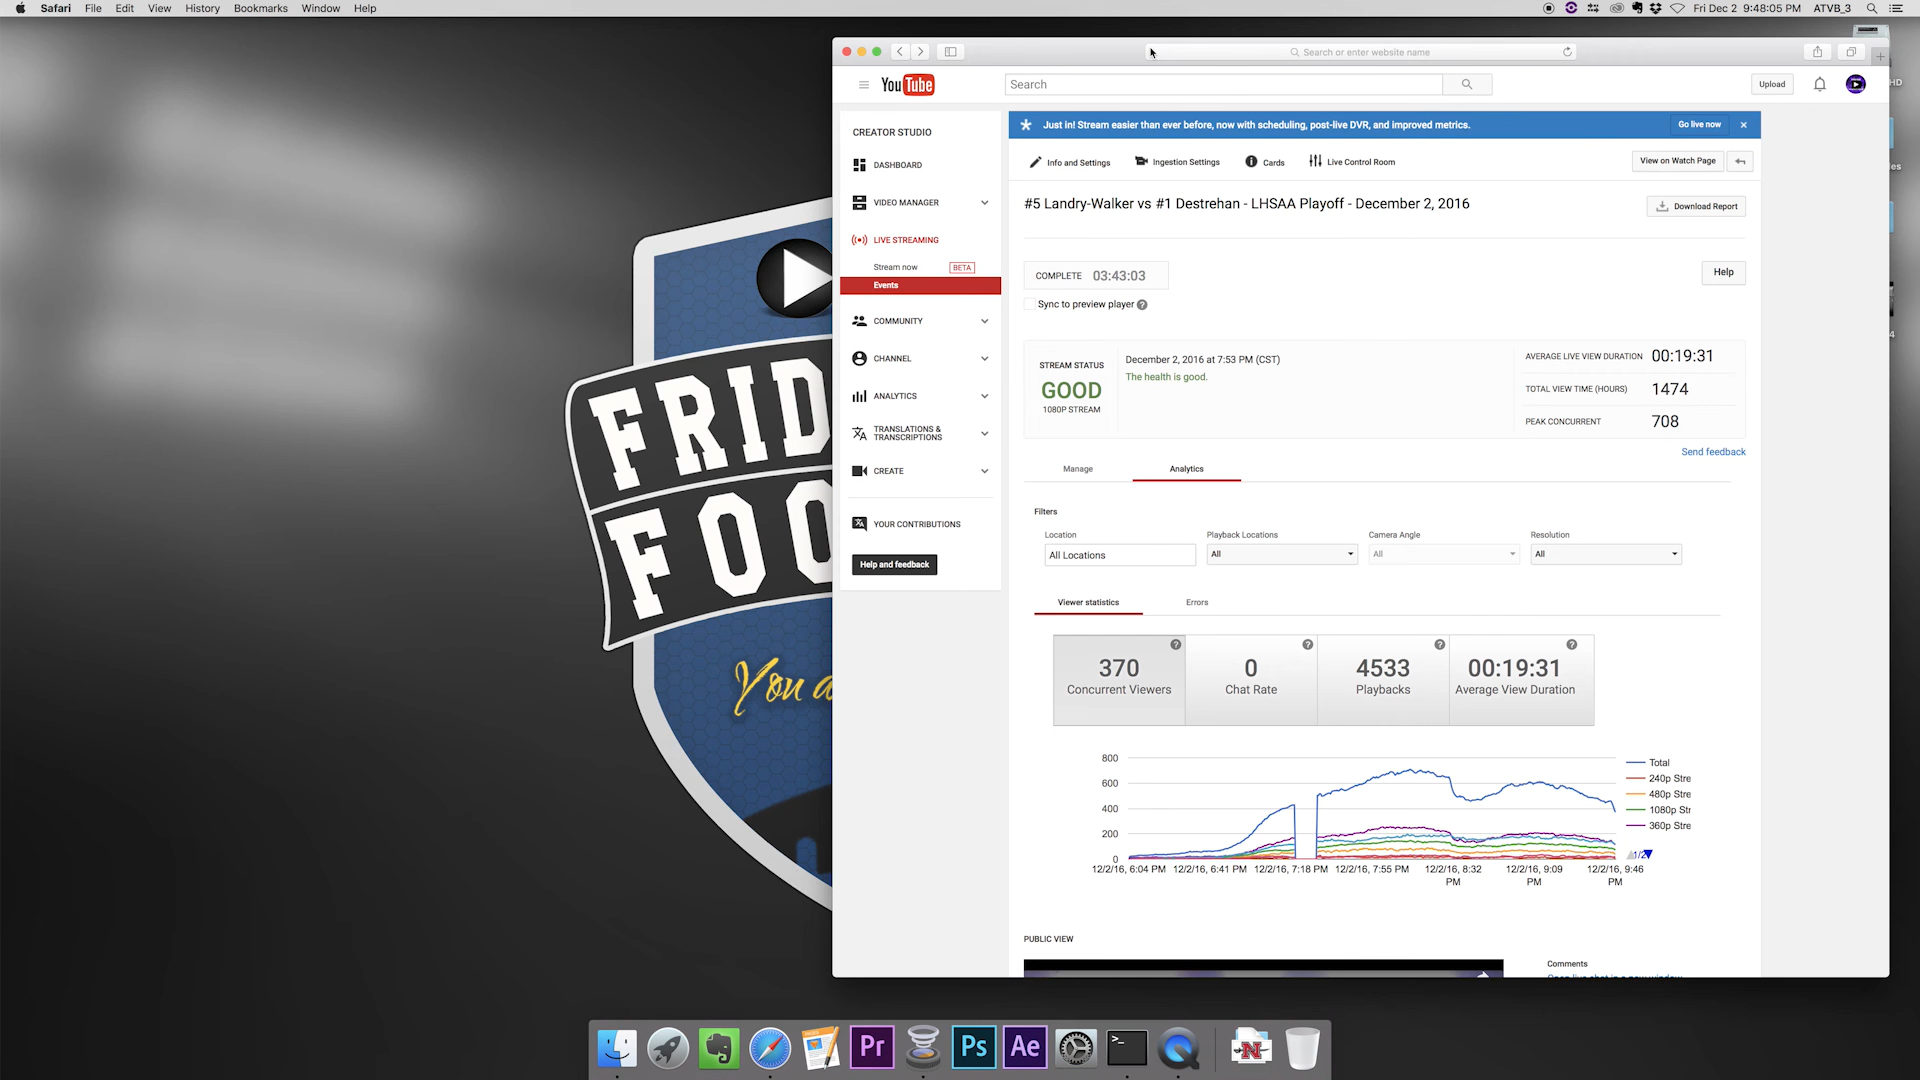 Safari File Edit View History Bookmarks Window Help
Fri Dec 2 9:48:05 PM ATVB_3
Search or enter website name
YouTube
Search
Upload
CREATOR STUDIO
DASHBOARD
VIDEO MANAGER
LIVE STREAMING
Stream now BETA
Events
COMMUNITY
CHANNEL
ANALYTICS
TRANSLATIONS &
TRANSCRIPTIONS
CREATE
YOUR CONTRIBUTIONS
Help and feedback
Just in! Stream easier than ever before, now with scheduling, post-live DVR, and improved metrics.
Go live now
Info and Settings
Ingestion Settings
Cards
Live Control Room
View on Watch Page
#5 Landry-Walker vs #1 Destrehan - LHSAA Playoff - December 2, 2016
Download Report
COMPLETE 03:43:03
Help
Sync to preview player
STREAM STATUS
GOOD
1080P STREAM
December 2, 2016 at 7:53 PM (CST)
The health is good.
AVERAGE LIVE VIEW DURATION 00:19:31
TOTAL VIEW TIME (HOURS) 1474
PEAK CONCURRENT 708
Send feedback
Manage
Analytics
Filters
Location
All Locations
Playback Locations
All
Camera Angle
All
Resolution
All
Viewer statistics
Errors
370
Concurrent Viewers
0
Chat Rate
4533
Playbacks
00:19:31
Average View Duration
800
600
400
200
0
12/2/16, 6:04 PM
12/2/16, 6:41 PM
12/2/16, 7:18 PM
12/2/16, 7:55 PM
12/2/16, 8:32
PM
12/2/16, 9:09
PM
12/2/16, 9:46
PM
Total
240p Stre
480p Stre
1080p Str
360p Stre
1/2
PUBLIC VIEW
Comments
FRID
FOO
You a
HD
es
4
Pr
Ps
Ae
N